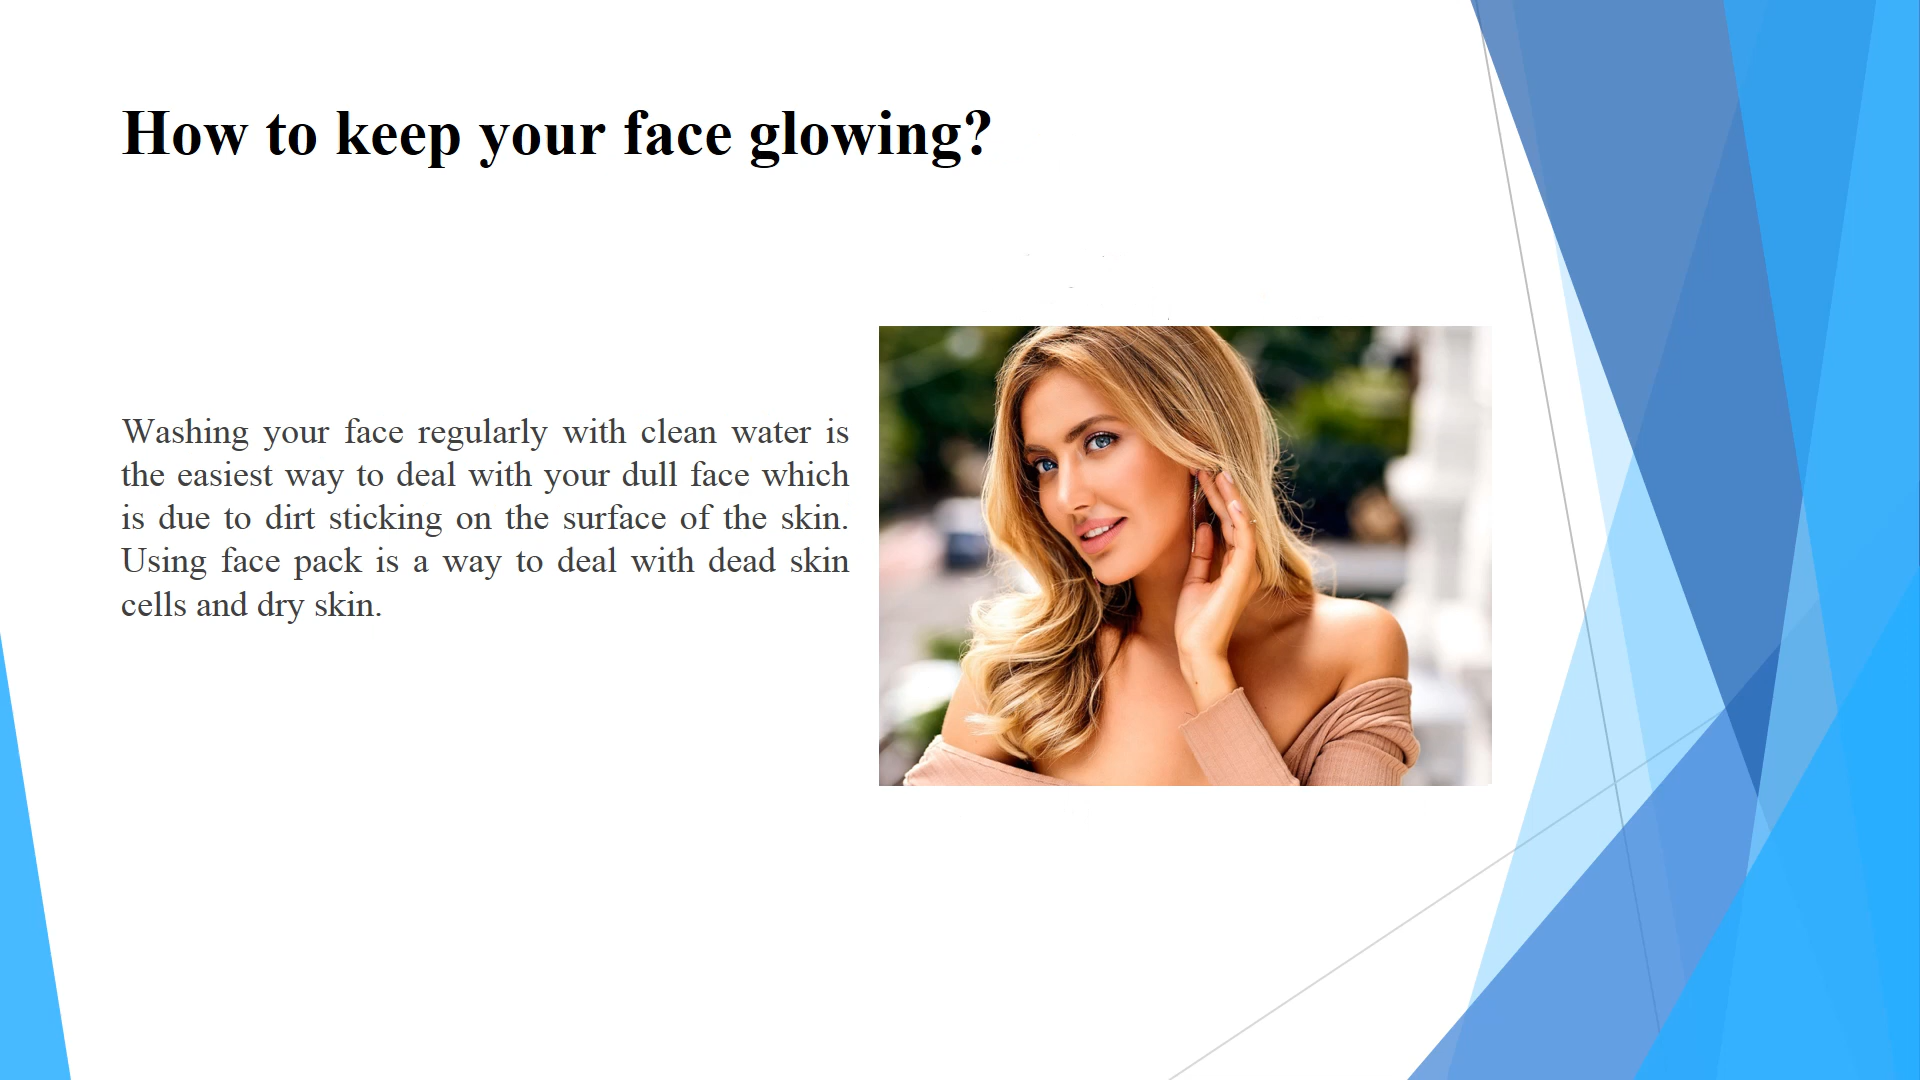 How to keep your face glowing?
Washing your face regularly with clean water is
the easiest way to deal with your dull face which
is due to dirt sticking on the surface of the skin.
Using face pack is a way to deal with dead skin
cells and dry skin.